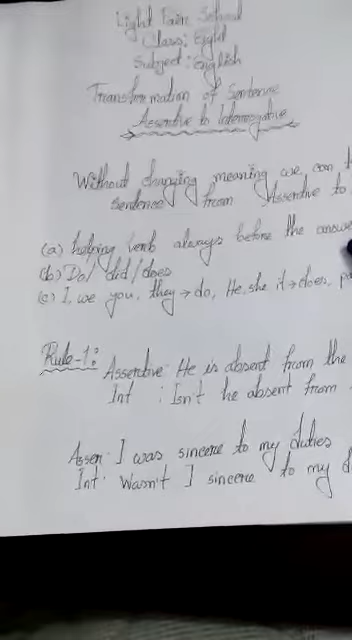 Light Fair School
Class: Eight
Subject: English
Transformation of Sentence
Assertive to Interrogative
Without changing meaning we can
sentence from Assertive to
(a) helping verb always before the answe
(b) Do/ did/does
(c) I, we you, they → do, He, she it → does, pa
Rule-1: Assertive: He is absent from the
Int : Isn't he absent from
Asser: I was sincere to my duties
Int: Wasn't I sincere to my d